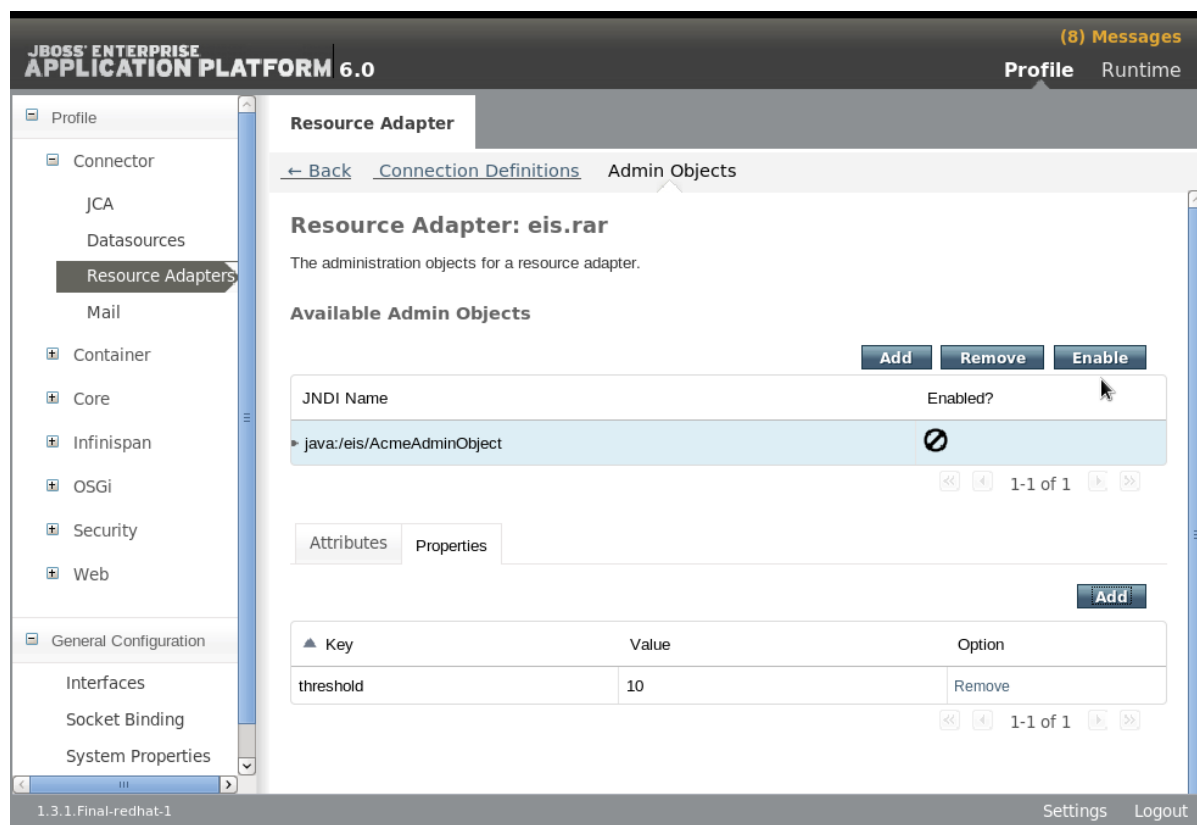 (8) Messages
JBOSS' ENTERPRISE
APPLICATION PLATFORM 6.0
Profile Runtime
Profile
Connector
JCA
Datasources
Resource Adapters
Mail
Container
Core
Infinispan
OSGi
Security
Web
General Configuration
Interfaces
Socket Binding
System Properties
Resource Adapter
← Back Connection Definitions Admin Objects
Resource Adapter: eis.rar
The administration objects for a resource adapter.
Available Admin Objects
Add Remove Enable
JNDI Name Enabled?
java:/eis/AcmeAdminObject
1-1 of 1
Attributes Properties
Add
Key Value Option
threshold 10 Remove
1-1 of 1
1.3.1.Final-redhat-1
Settings Logout